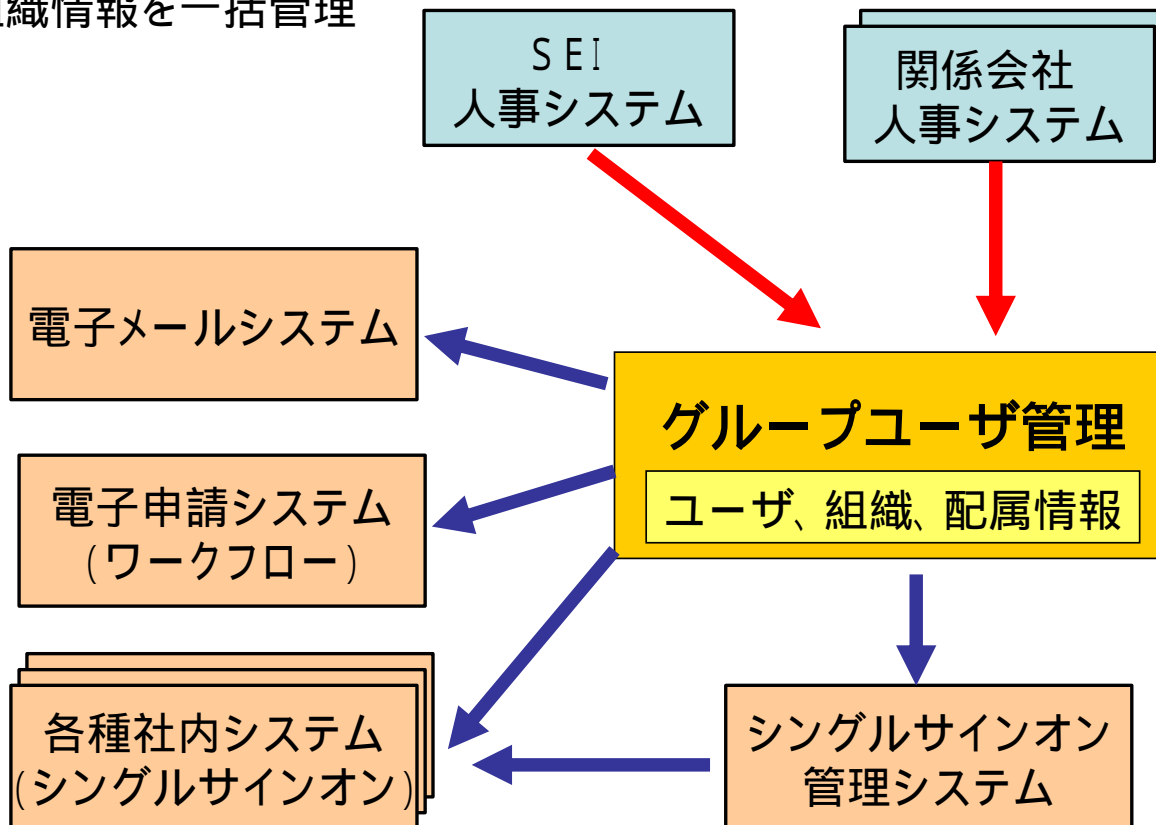 織情報を一括管理
ＳＥＩ
人事システム
関係会社
人事システム
電子メールシステム
グループユーザ管理
ユーザ、組織、配属情報
電子申請システム
(ワークフロー)
各種社内システム
(シングルサインオン)
シングルサインオン
管理システム